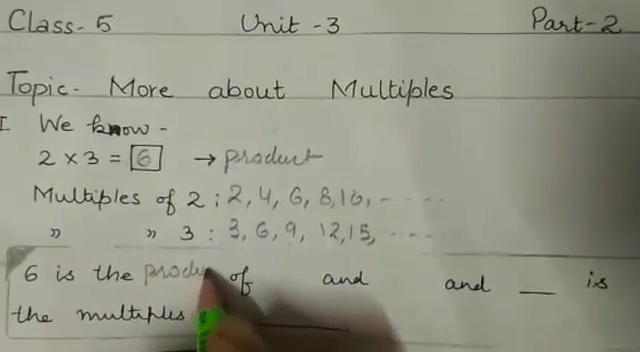 Class-5 Unit-3 Part-2
Topic- More about Multiples
I We know -
2 × 3 = 6 → product
Multiples of 2 : 2, 4, 6, 8, 10, - - - - -
" " 3 : 3, 6, 9, 12, 15, - - - - -
6 is the produ of and and __ is
the multiples